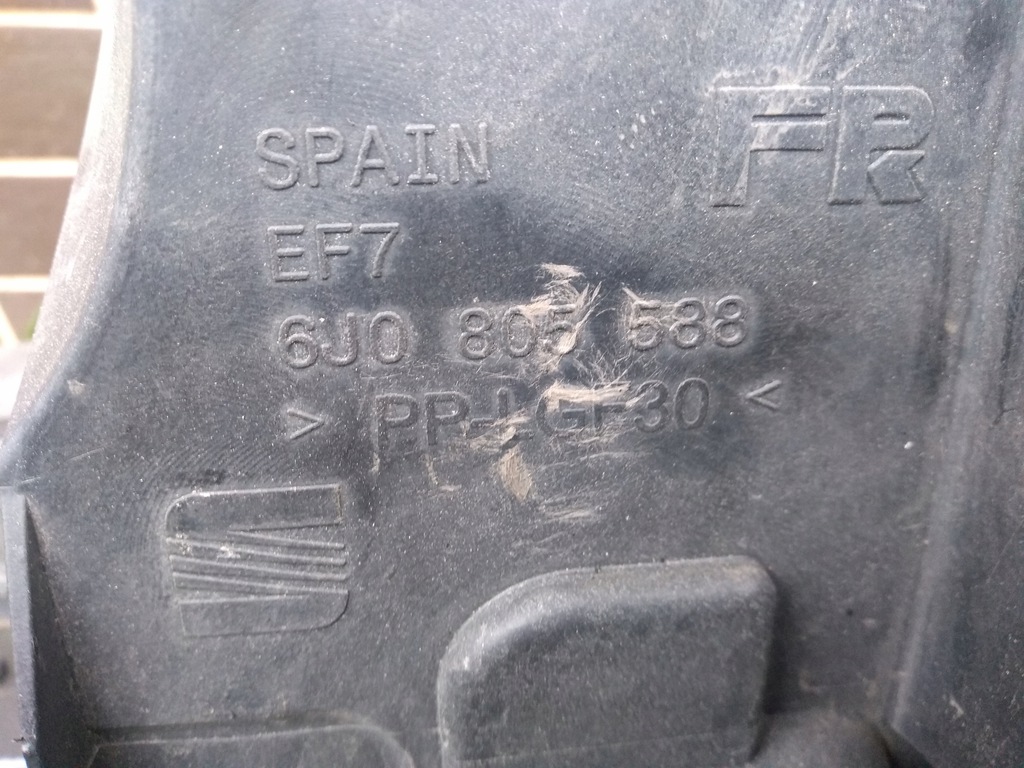 SPAIN
FR
EF7
6J0 805 588
> PP-LGF30 <